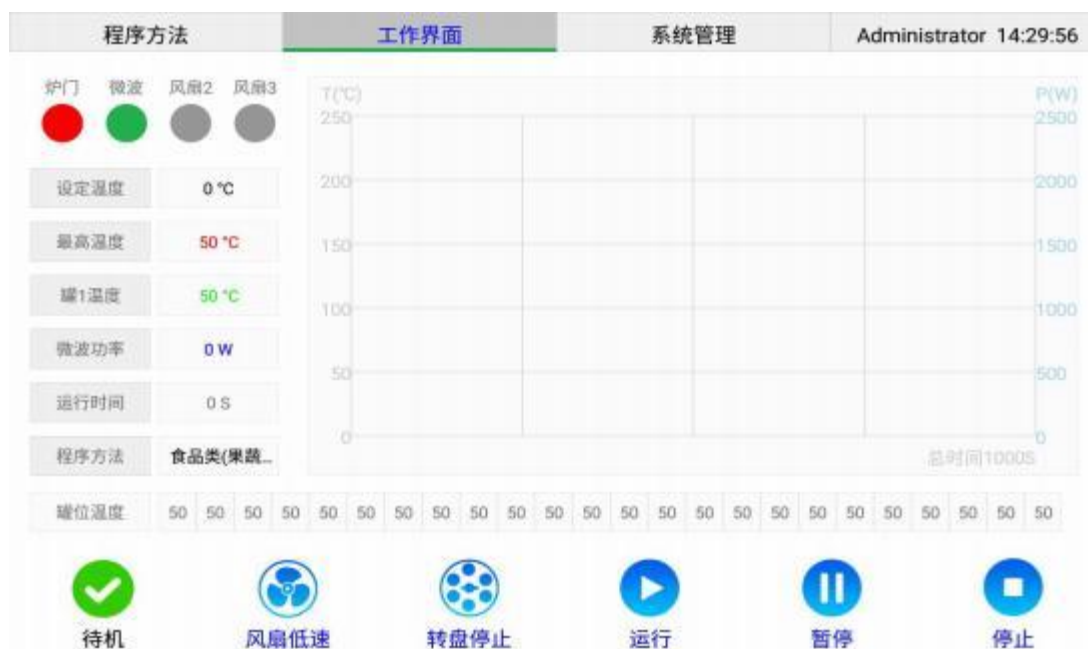 程序方法 工作界面 系统管理 Administrator 14:29:56
炉门 微波 风扇2 风扇3
T(℃) P(W)
250 2500
设定温度 0 ℃ 200 2000
最高温度 50 ℃ 150 1500
罐1温度 50 ℃ 100 1000
微波功率 0 W 50 500
运行时间 0 S
0 0
程序方法 食品类(果蔬... 总时间1000S
罐位温度 50 50 50 50 50 50 50 50 50 50 50 50 50 50 50 50 50 50 50 50 50 50 50 50
待机 风扇低速 转盘停止 运行 暂停 停止